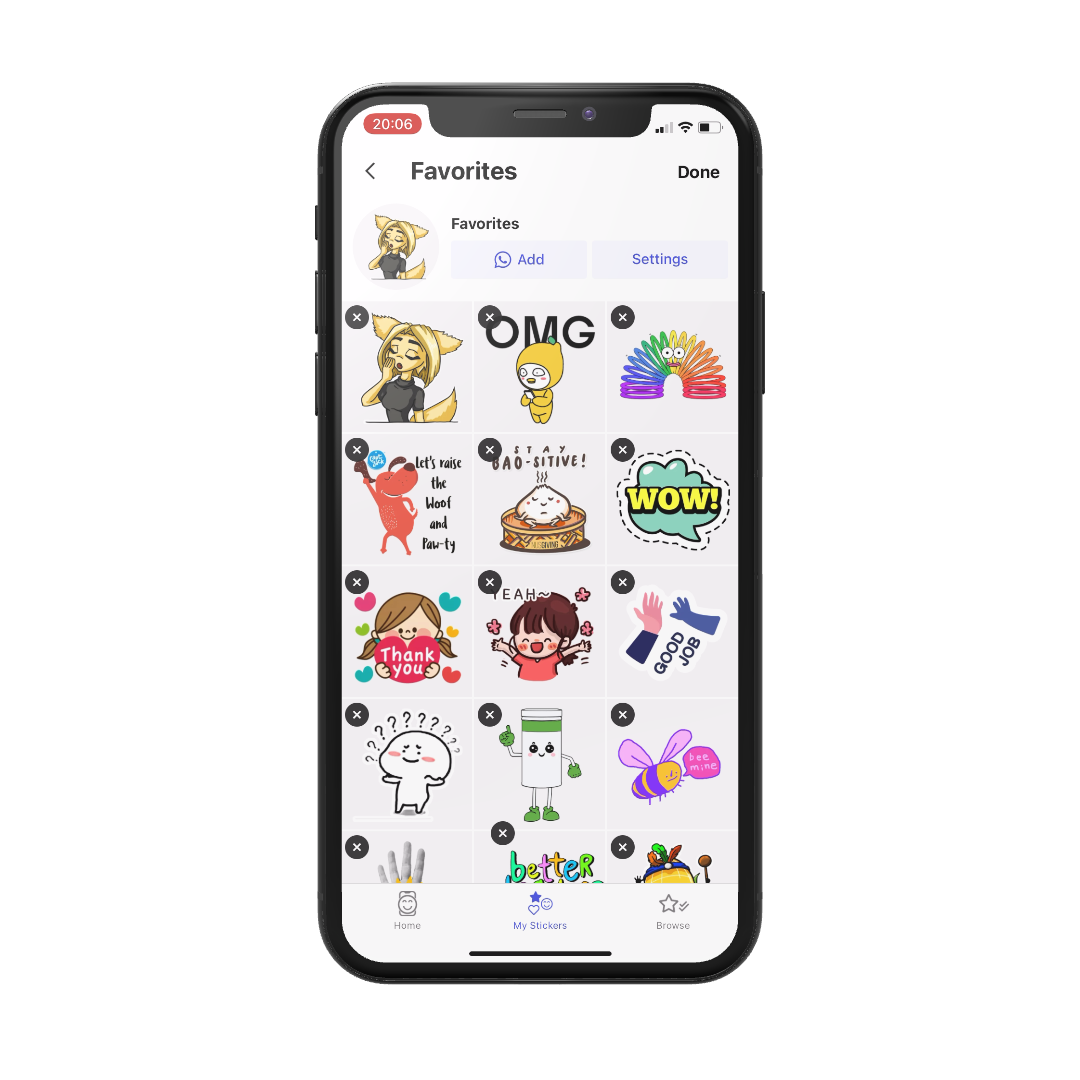 20:06
Favorites
Done
Favorites
Add
Settings
OMG
Let's raise
the
Woof
and
Paw-ty
STAY
BAO-SITIVE!
GIVING
WOW!
Thank
you
YEAH~
GOOD
JOB
? ? ? ? ? ? ? ? ?
bee
mine
better
Home
My Stickers
Browse